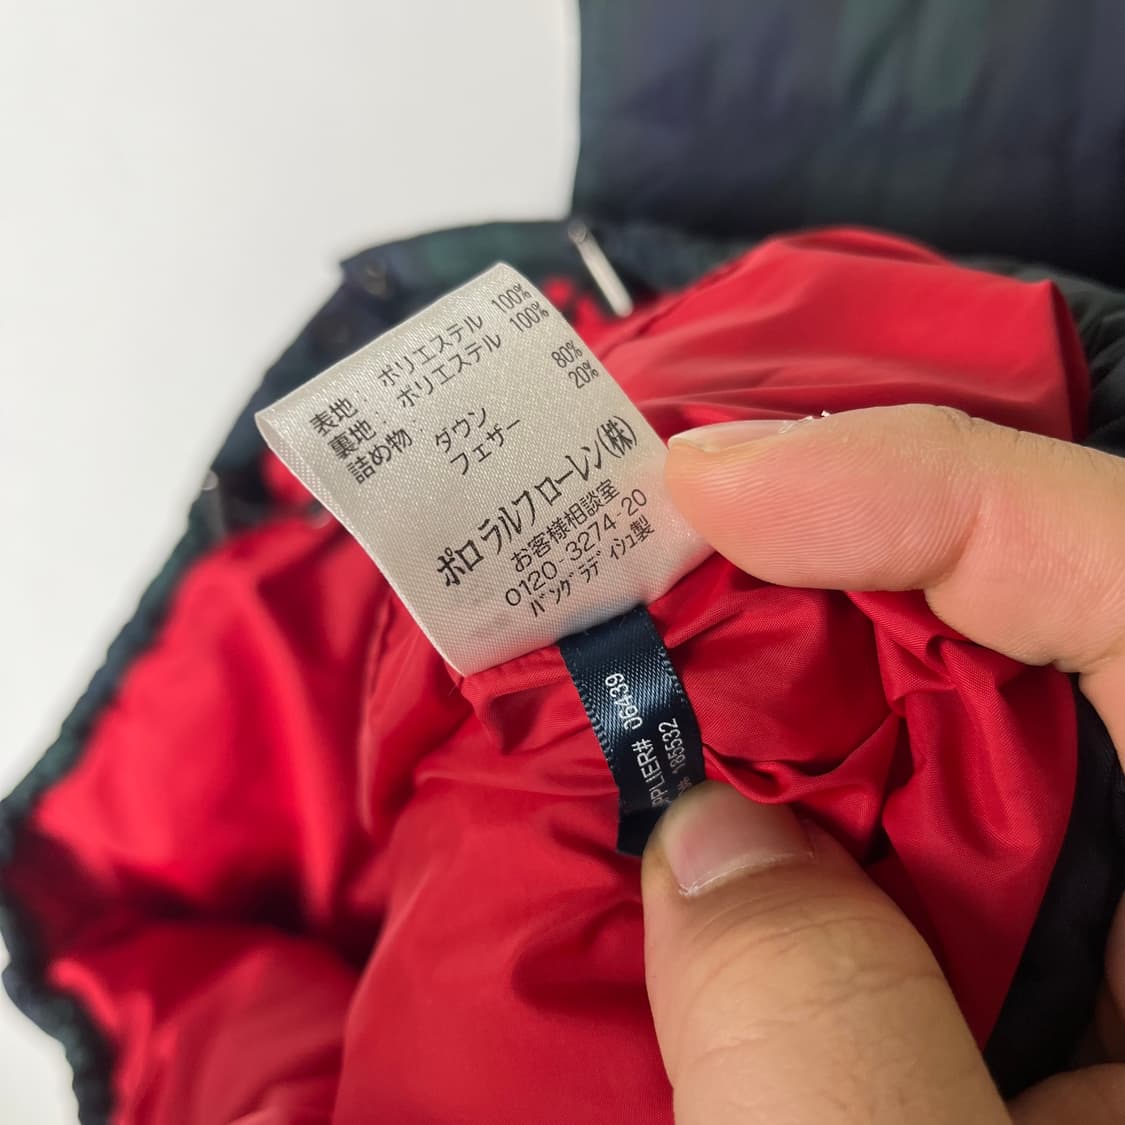 表地: ポリエステル 100%
裏地: ポリエステル 100%
詰め物: ダウン 80%
フェザー 20%
ポロ ラルフ ローレン(株)
お客様相談室
0120-3274-20
バングラディシュ製
06439
185532